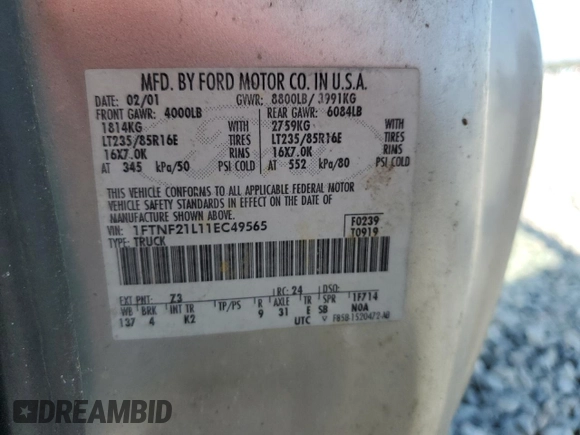 MFD. BY FORD MOTOR CO. IN U.S.A.
DATE: 02/01 GVWR: 8800LB/ 3991KG
FRONT GAWR: 4000LB REAR GAWR: 6084LB
1814KG WITH 2759KG WITH
LT235/85R16E TIRES LT235/85R16E TIRES
16X7.0K RIMS 16X7.0K RIMS
AT 345 kPa/50 PSI COLD AT 552 kPa/80 PSI COLD
THIS VEHICLE CONFORMS TO ALL APPLICABLE FEDERAL MOTOR
VEHICLE SAFETY STANDARDS IN EFFECT ON THE DATE OF
MANUFACTURE SHOWN ABOVE.
VIN: 1FTNF21L11EC49565 F0239
TYPE: TRUCK T0919
EXT PNT: Z3 RC: 24 DSO:
WB BRK INT TR TP/PS R AXLE TR SPR 1F714
137 4 K2 9 31 E SB N0A
UTC
DREAMBID